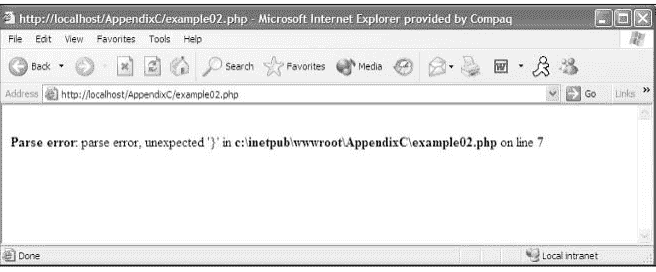 http://localhost/AppendixC/example02.php - Microsoft Internet Explorer provided by Compaq
File Edit View Favorites Tools Help
Back Search Favorites Media W
Address http://localhost/AppendixC/example02.php Go Links »
Parse error: parse error, unexpected '}' in c:\inetpub\wwwroot\AppendixC\example02.php on line 7
Done Local intranet